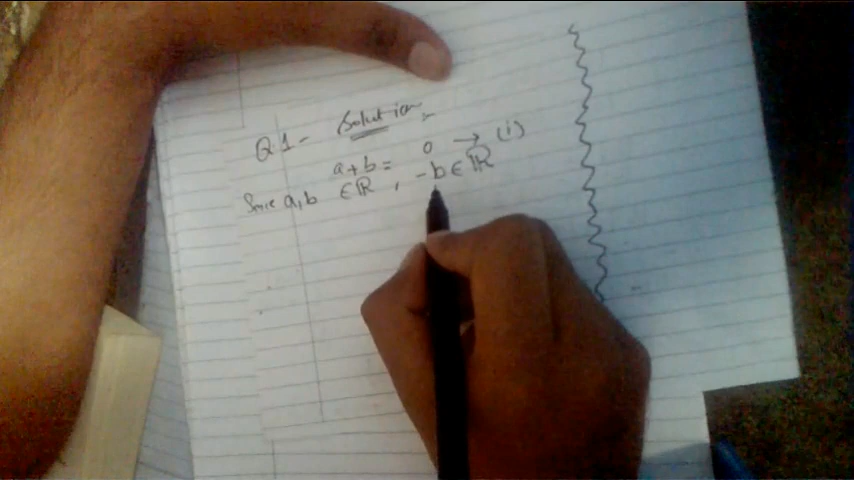 Q1- Solution:-
a+b= 0 → (i)
Since a,b ∈ℝ, -b∈ℝ